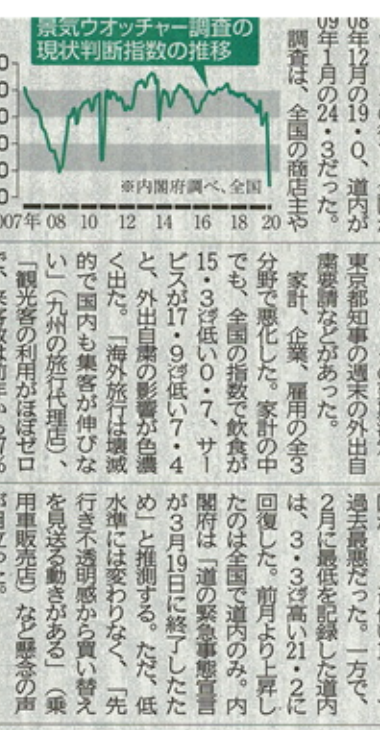 景気ウオッチャー調査の
現状判断指数の推移
※内閣府調べ、全国
007年 08 10 12 14 16 18 20
08年12月の19・0、道内が
09年1月の24・3だった。
調査は、全国の商店主や
東京都知事の週末の外出自
粛要請などがあった。
家計、企業、雇用の全3
分野で悪化した。家計の中
でも、全国の指数で飲食が
15・3㌽低い0・7、サー
ビスが17・9㌽低い7・4
と、外出自粛の影響が色濃
く出た。「海外旅行は壊滅
的で国内も集客が伸びな
い」（九州の旅行代理店）、
「観光客の利用がほぼゼロ
過去最悪だった。一方で、
2月に最低を記録した道内
は、3・3㌽高い21・2に
回復した。前月より上昇し
たのは全国で道内のみ。内
閣府は「道の緊急事態宣言
が3月19日に終了したた
め」と推測する。ただ、低
水準には変わりなく、「先
行き不透明感から買い替え
を見送る動きがある」（乗
用車販売店）など懸念の声